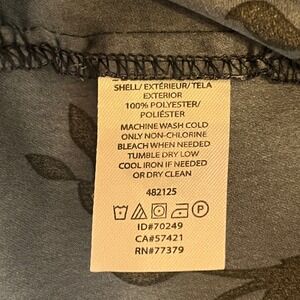 SHELL/ EXTÉRIEUR/ TELA
EXTERIOR
100% POLYESTER/
POLIÉSTER
MACHINE WASH COLD
ONLY NON-CHLORINE
BLEACH WHEN NEEDED
TUMBLE DRY LOW
COOL IRON IF NEEDED
OR DRY CLEAN
482125
P
ID#70249
CA#57421
RN#77379